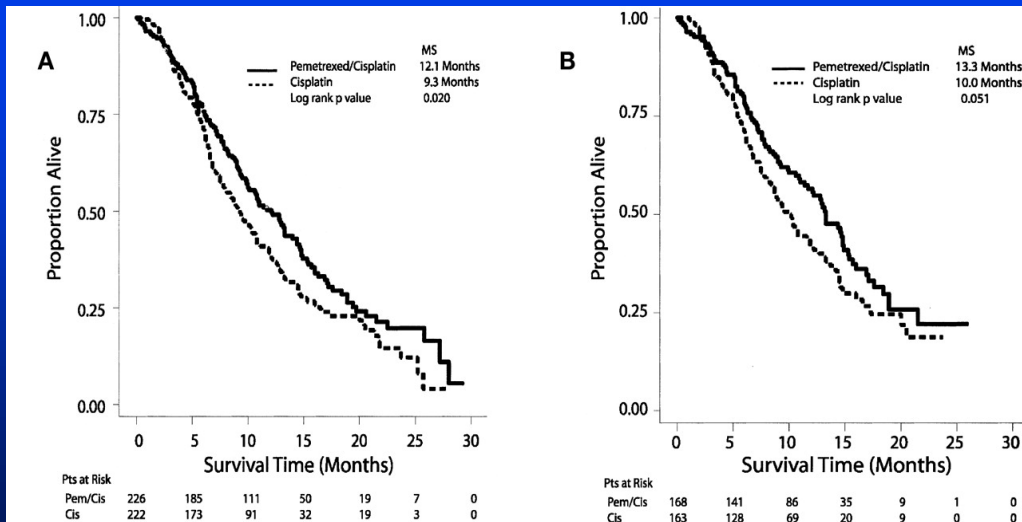 A
MS
Pemetrexed/Cisplatin 12.1 Months
Cisplatin 9.3 Months
Log rank p value 0.020
Proportion Alive
1.00
0.75
0.50
0.25
0.00
0 5 10 15 20 25 30
Survival Time (Months)
Pts at Risk
Pem/Cis 226 185 111 50 19 7 0
Cis 222 173 91 32 19 3 0
B
MS
Pemetrexed/Cisplatin 13.3 Months
Cisplatin 10.0 Months
Log rank p value 0.051
Proportion Alive
1.00
0.75
0.50
0.25
0.00
0 5 10 15 20 25 30
Survival Time (Months)
Pts at Risk
Pem/Cis 168 141 86 35 9 1 0
Cis 163 128 69 20 9 0 0